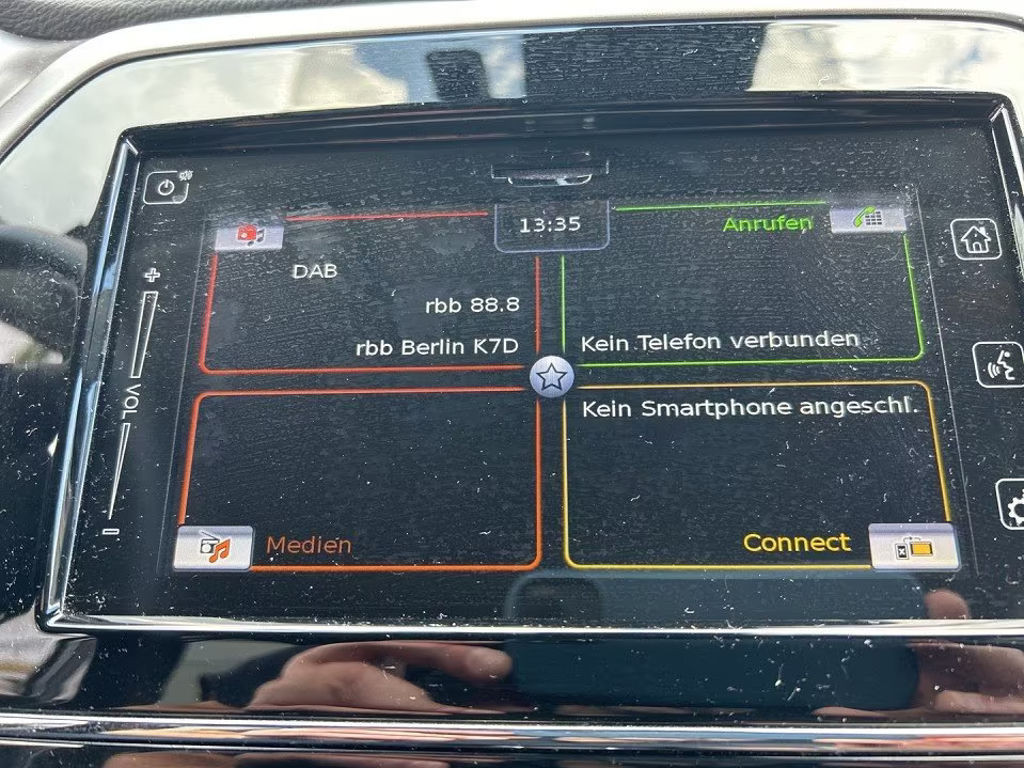 13:35
DAB
rbb 88.8
rbb Berlin K7D
Anrufen
Kein Telefon verbunden
Kein Smartphone angeschl.
Medien
Connect
+
VOL
-